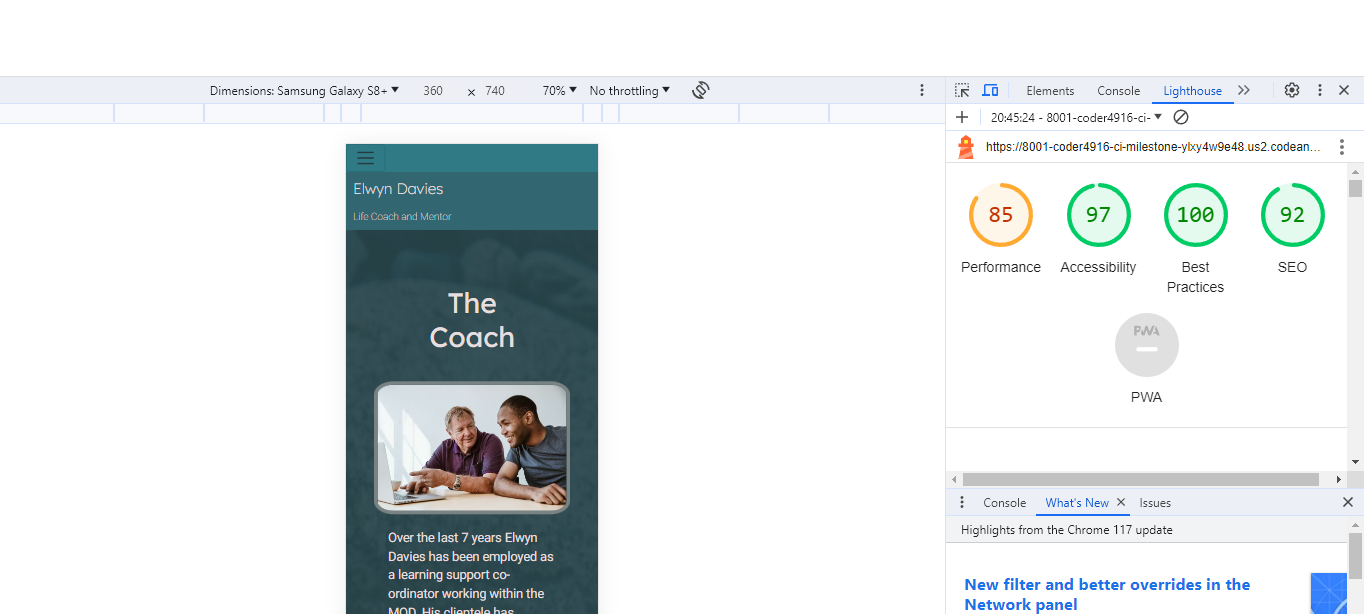 Dimensions: Samsung Galaxy S8+ 360 × 740 70% No throttling
Elements Console Lighthouse
20:45:24 - 8001-coder4916-ci-
https://8001-coder4916-ci-milestone-ylxy4w9e48.us2.codean…
Elwyn Davies
Life Coach and Mentor
The
Coach
Over the last 7 years Elwyn
Davies has been employed as
a learning support co-
ordinator working within the
MOD. His clientele has
85 97 100 92
Performance Accessibility Best
Practices SEO
PWA
PWA
Console What's New Issues
Highlights from the Chrome 117 update
New filter and better overrides in the
Network panel